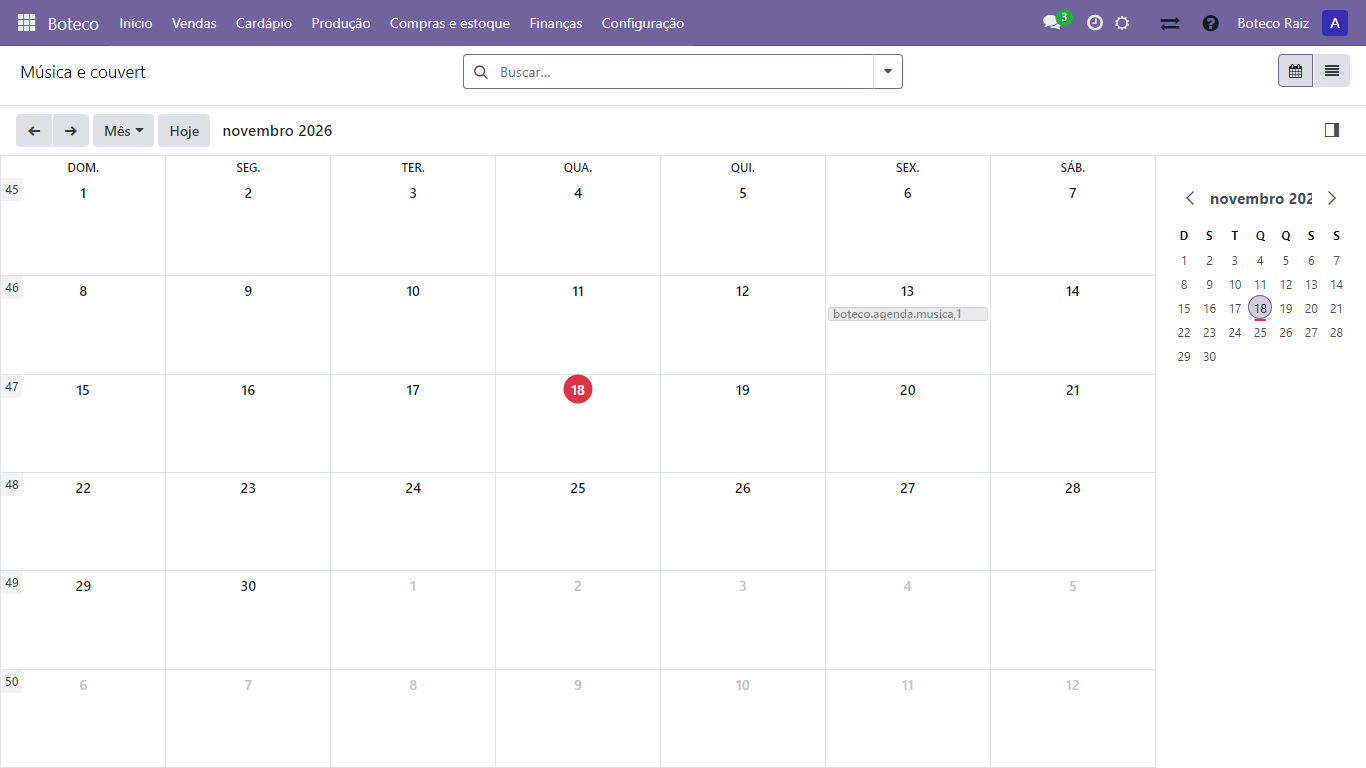 Boteco Início Vendas Cardápio Produção Compras e estoque Finanças Configuração 3 Boteco Raiz A
Música e couvert Buscar...
Mês Hoje novembro 2026
DOM. SEG. TER. QUA. QUI. SEX. SÁB.
45 1 2 3 4 5 6 7
46 8 9 10 11 12 13 14
boteco.agenda.musica,1
47 15 16 17 18 19 20 21
48 22 23 24 25 26 27 28
49 29 30 1 2 3 4 5
50 6 7 8 9 10 11 12
novembro 202
D S T Q Q S S
1 2 3 4 5 6 7
8 9 10 11 12 13 14
15 16 17 18 19 20 21
22 23 24 25 26 27 28
29 30